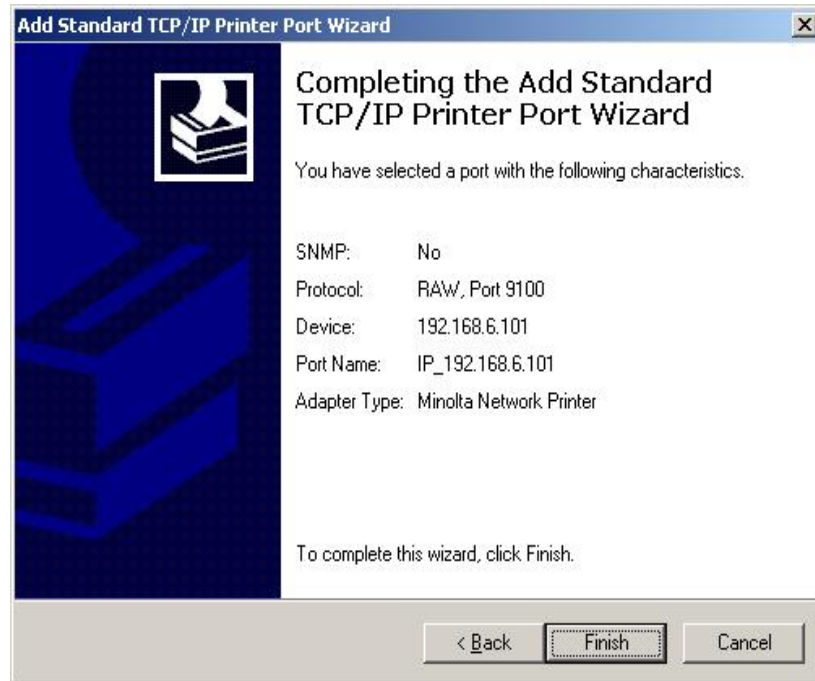 Add Standard TCP/IP Printer Port Wizard
Completing the Add Standard
TCP/IP Printer Port Wizard
You have selected a port with the following characteristics.
SNMP: No
Protocol: RAW, Port 9100
Device: 192.168.6.101
Port Name: IP_192.168.6.101
Adapter Type: Minolta Network Printer
To complete this wizard, click Finish.
< Back Finish Cancel